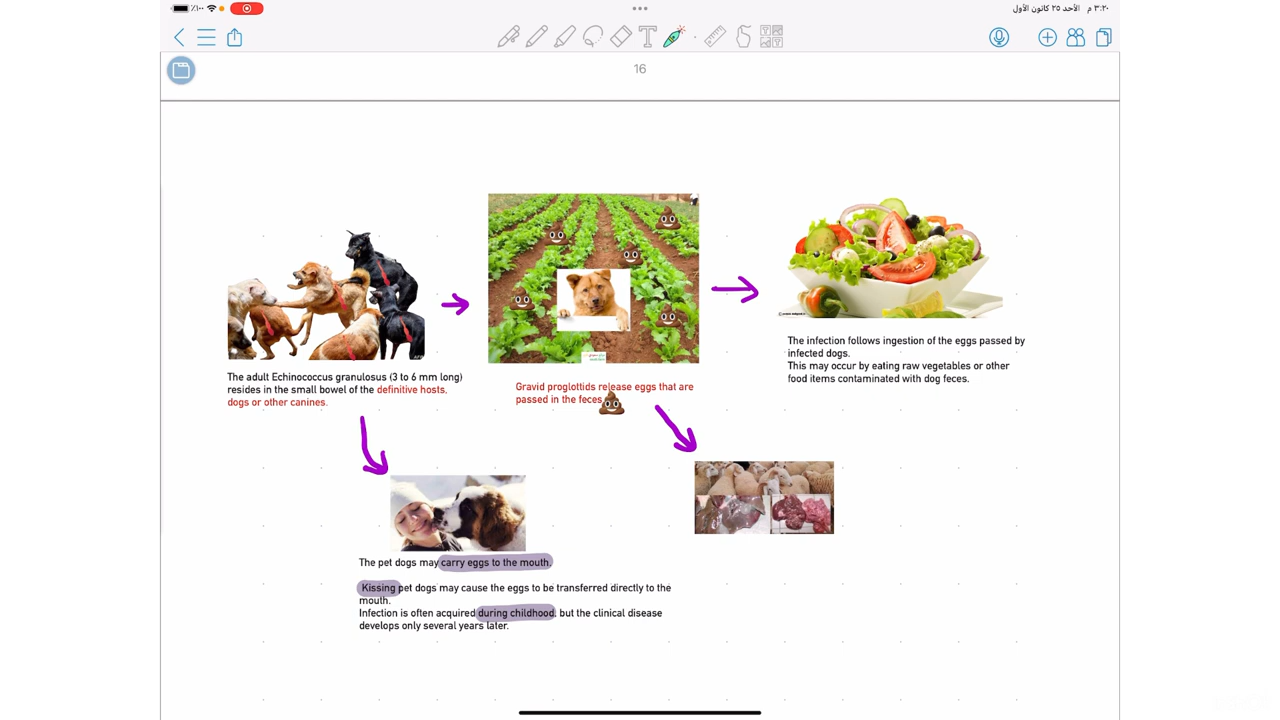 ٣:٢٠ م الأحد ٢٥ كانون الأول
٪١٠٠
16
The adult Echinococcus granulosus (3 to 6 mm long)
resides in the small bowel of the definitive hosts,
dogs or other canines.
Gravid proglottids release eggs that are
passed in the feces
The infection follows ingestion of the eggs passed by
infected dogs.
This may occur by eating raw vegetables or other
food items contaminated with dog feces.
The pet dogs may carry eggs to the mouth.
Kissing pet dogs may cause the eggs to be transferred directly to the
mouth.
Infection is often acquired during childhood, but the clinical disease
develops only several years later.